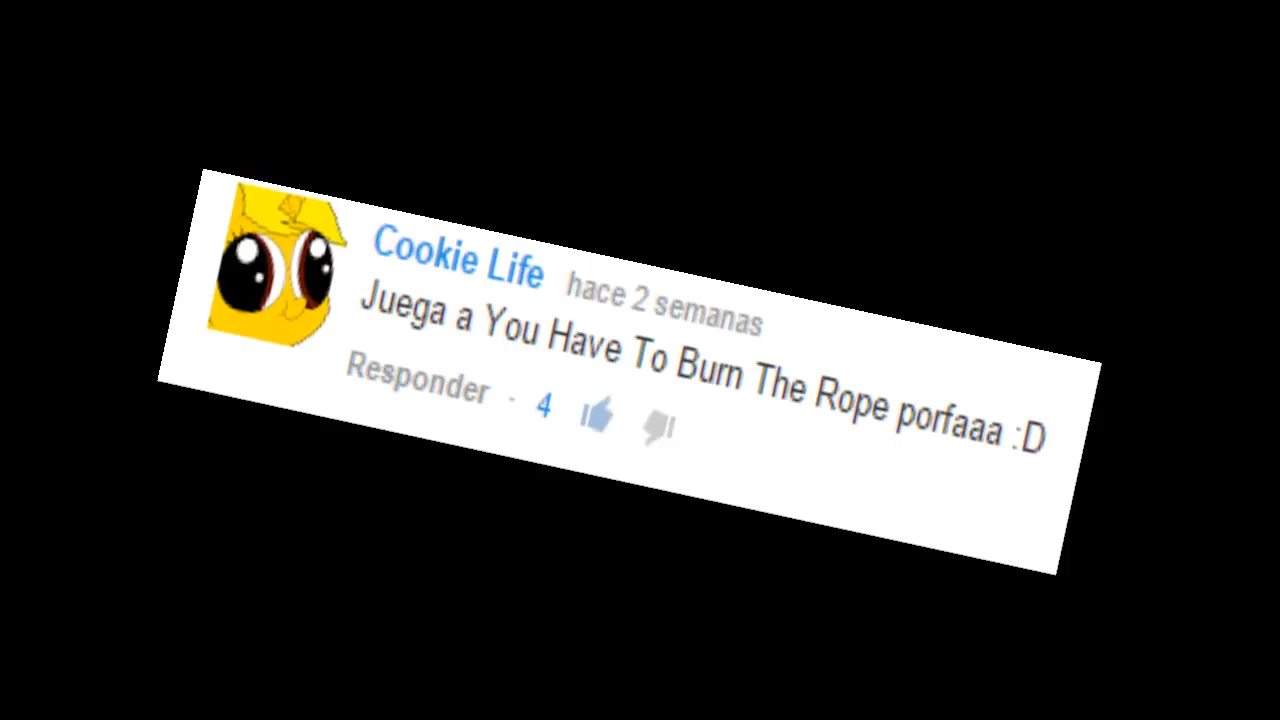 Cookie Life hace 2 semanas
Juega a You Have To Burn The Rope porfaaa :D
Responder · 4